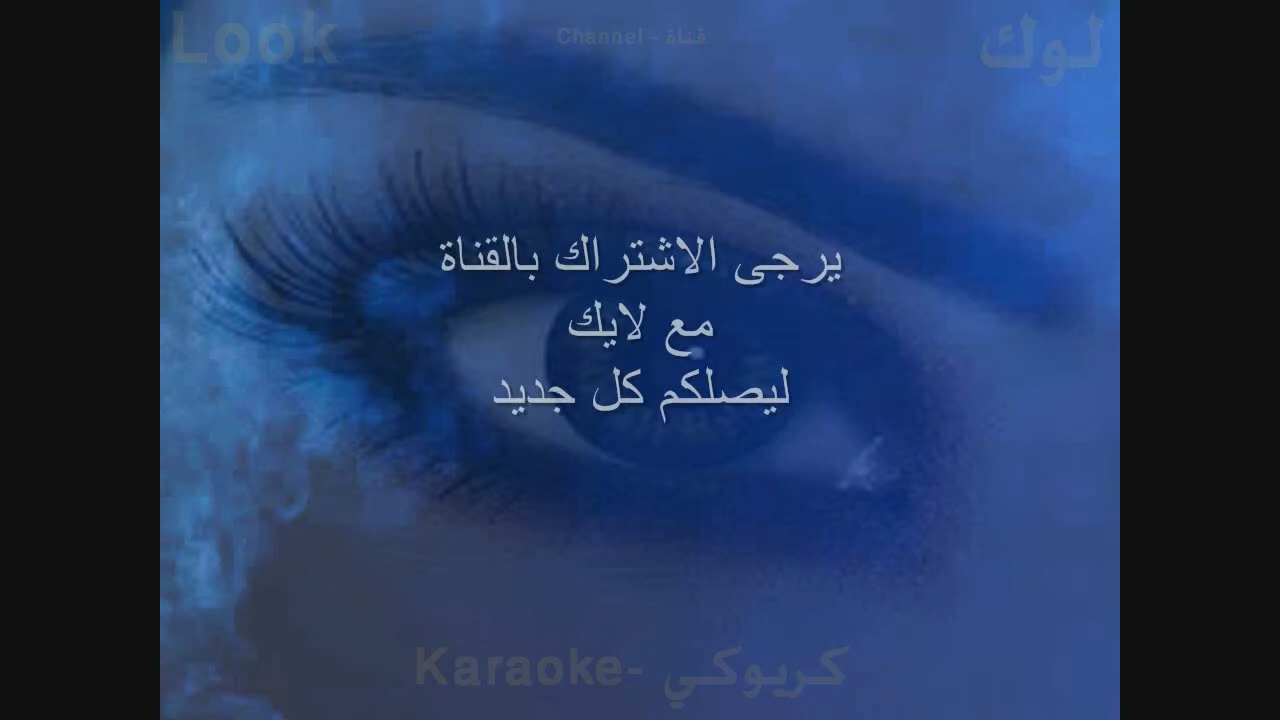 Look
Channel - قناة
لوك
يرجى الاشتراك بالقناة
مع لايك
ليصلكم كل جديد
Karaoke- كريوكي